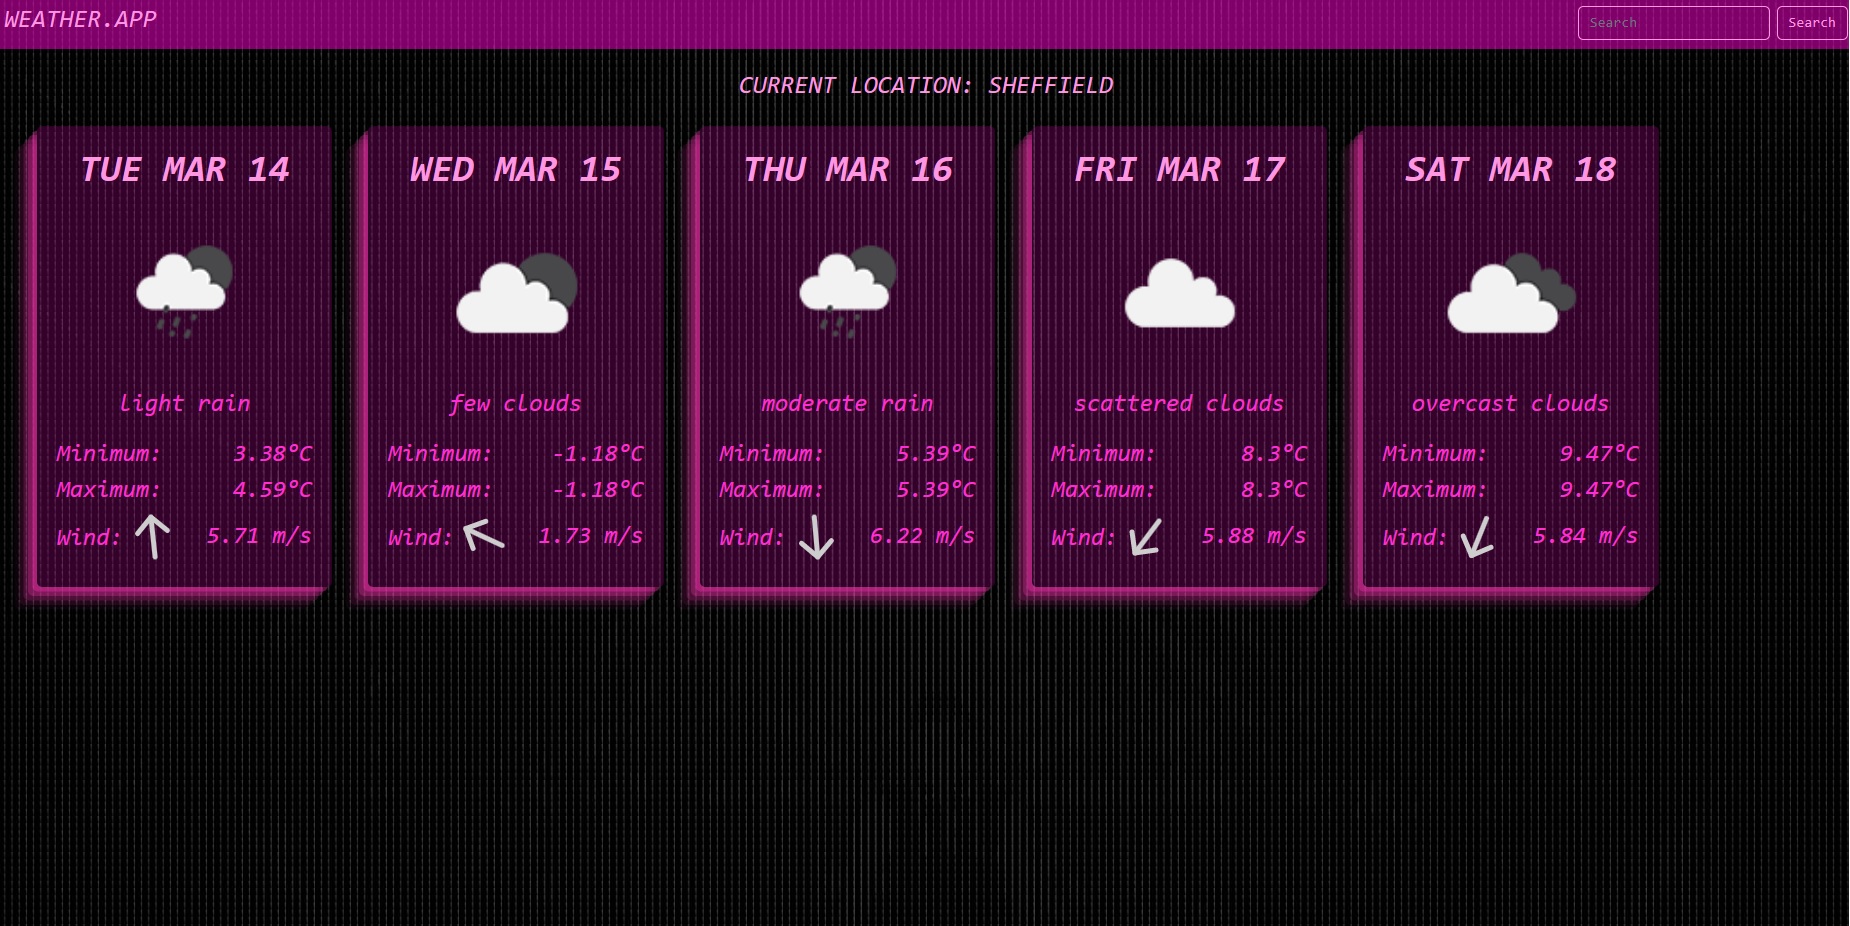 WEATHER.APP
Search
Search
CURRENT LOCATION: SHEFFIELD
TUE MAR 14
light rain
Minimum: 3.38°C
Maximum: 4.59°C
Wind: 5.71 m/s
WED MAR 15
few clouds
Minimum: -1.18°C
Maximum: -1.18°C
Wind: 1.73 m/s
THU MAR 16
moderate rain
Minimum: 5.39°C
Maximum: 5.39°C
Wind: 6.22 m/s
FRI MAR 17
scattered clouds
Minimum: 8.3°C
Maximum: 8.3°C
Wind: 5.88 m/s
SAT MAR 18
overcast clouds
Minimum: 9.47°C
Maximum: 9.47°C
Wind: 5.84 m/s